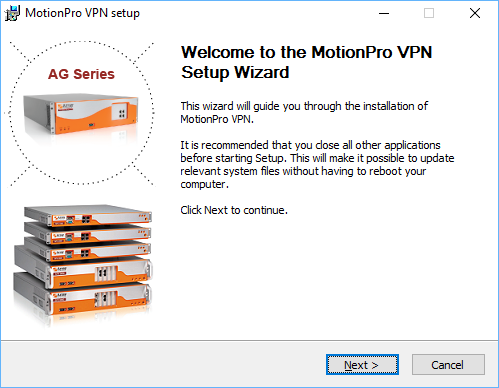 MotionPro VPN setup
AG Series
Welcome to the MotionPro VPN
Setup Wizard
This wizard will guide you through the installation of
MotionPro VPN.
It is recommended that you close all other applications
before starting Setup. This will make it possible to update
relevant system files without having to reboot your
computer.
Click Next to continue.
Next >
Cancel